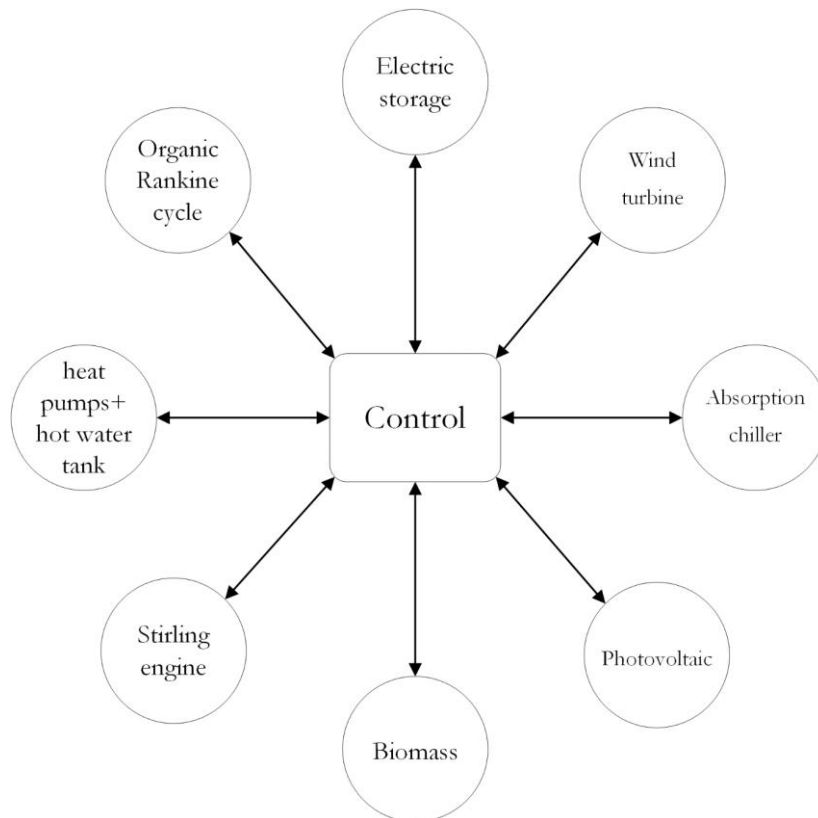 Electric
storage
Organic
Rankine
cycle
Wind
turbine
heat
pumps+
hot water
tank
Control
Absorption
chiller
Stirling
engine
Photovoltaic
Biomass